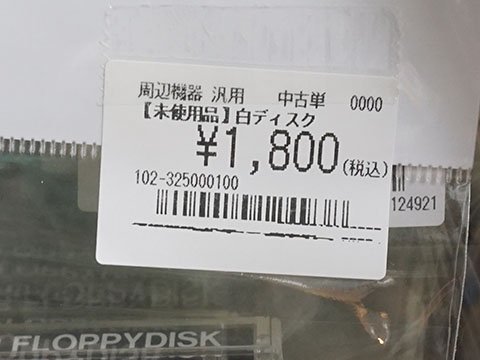 周辺機器 汎用 中古単 0000
【未使用品】白ディスク
¥1,800(税込)
102-325000100
124921
FLOPPYDISK